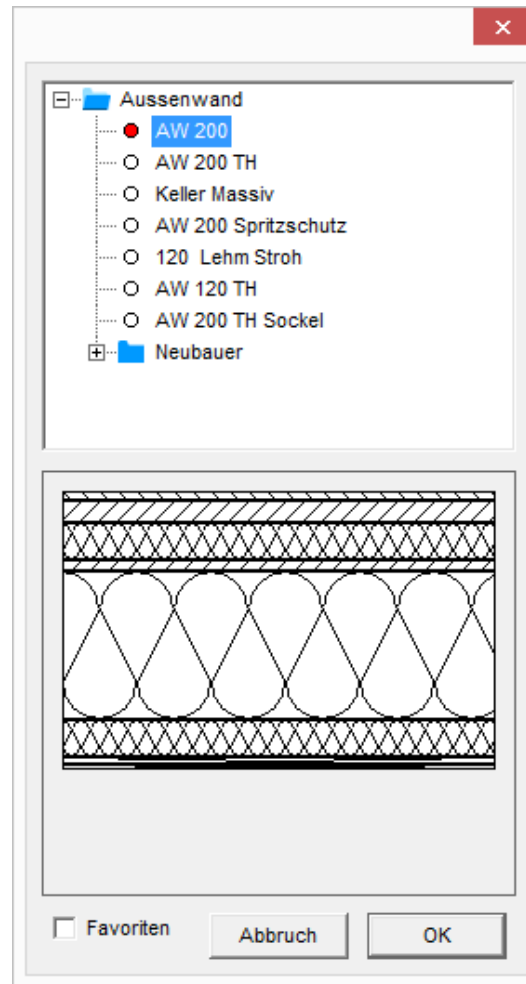 Aussenwand
AW 200
AW 200 TH
Keller Massiv
AW 200 Spritzschutz
120  Lehm Stroh
AW 120 TH
AW 200 TH Sockel
Neubauer
Favoriten
Abbruch
OK